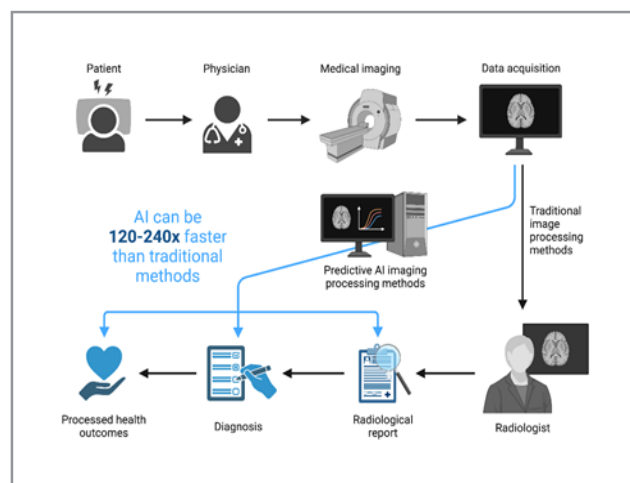 Patient
Physician
Medical imaging
Data acquisition
AI can be
120-240x faster
than traditional
methods
Predictive AI imaging
processing methods
Traditional
image
processing
methods
Processed health
outcomes
Diagnosis
Radiological
report
Radiologist